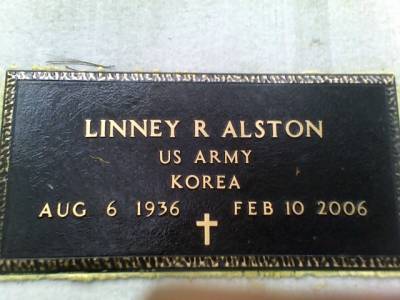 LINNEY R ALSTON
US ARMY
KOREA
AUG 6 1936 FEB 10 2006